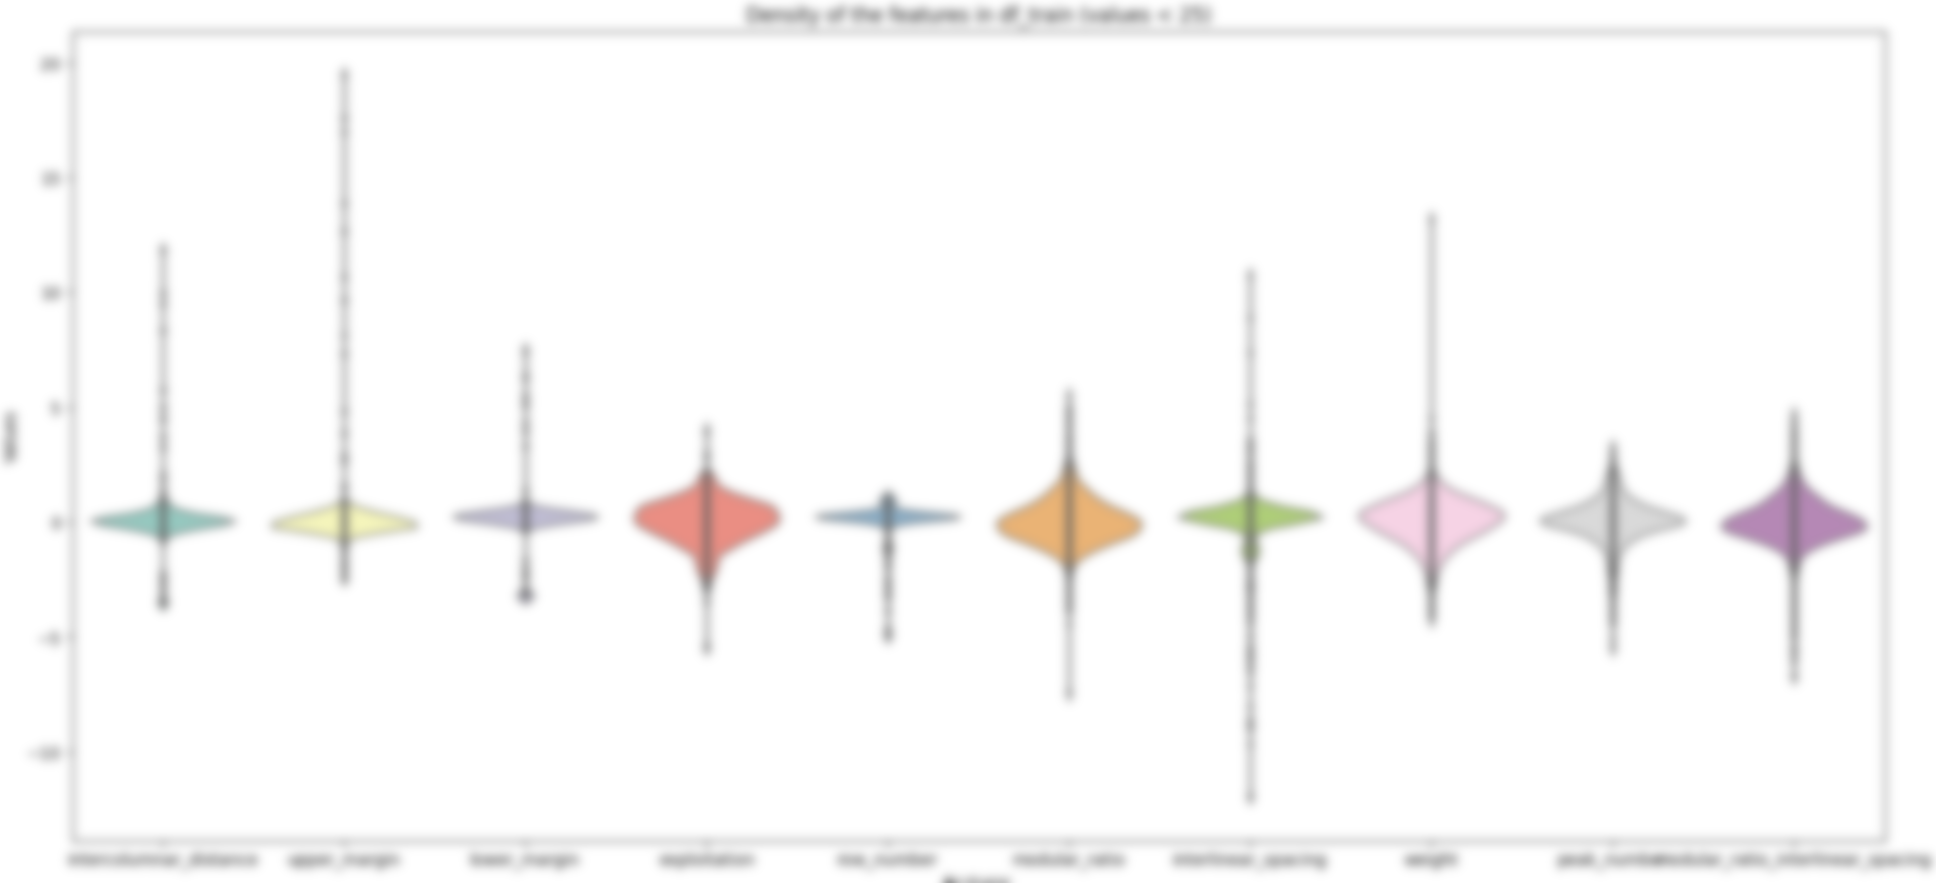 Density of the features in df_train (values < 25)
20
15
10
5
0
-5
-10
Values
intercolumnar_distance upper_margin lower_margin exploitation row_number modular_ratio interlinear_spacing weight peak_number modular_ratio_interlinear_spacing